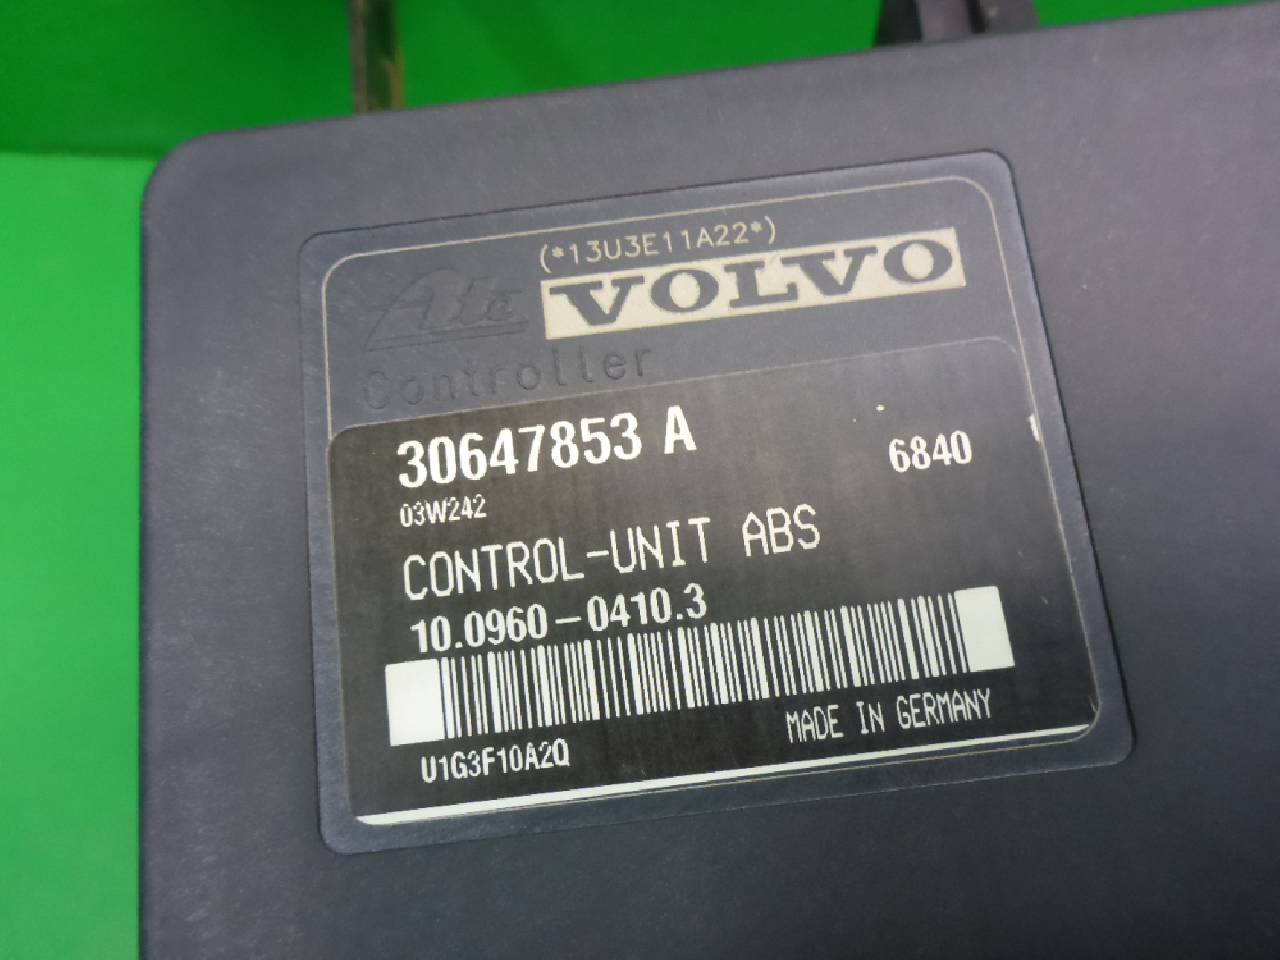 (*13U3E11A22*)
Ate VOLVO
Controller
30647853 A 6840
03W242
CONTROL-UNIT ABS
10.0960-0410.3
U1G3F10A2Q MADE IN GERMANY